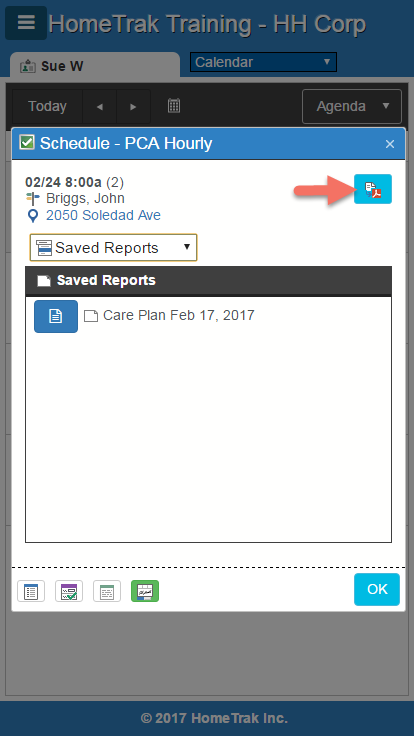 HomeTrak Training - HH Corp
Sue W
Calendar
Today
Agenda
Schedule - PCA Hourly
×
02/24 8:00a (2)
Briggs, John
2050 Soledad Ave
Saved Reports
Saved Reports
Care Plan Feb 17, 2017
OK
© 2017 HomeTrak Inc.